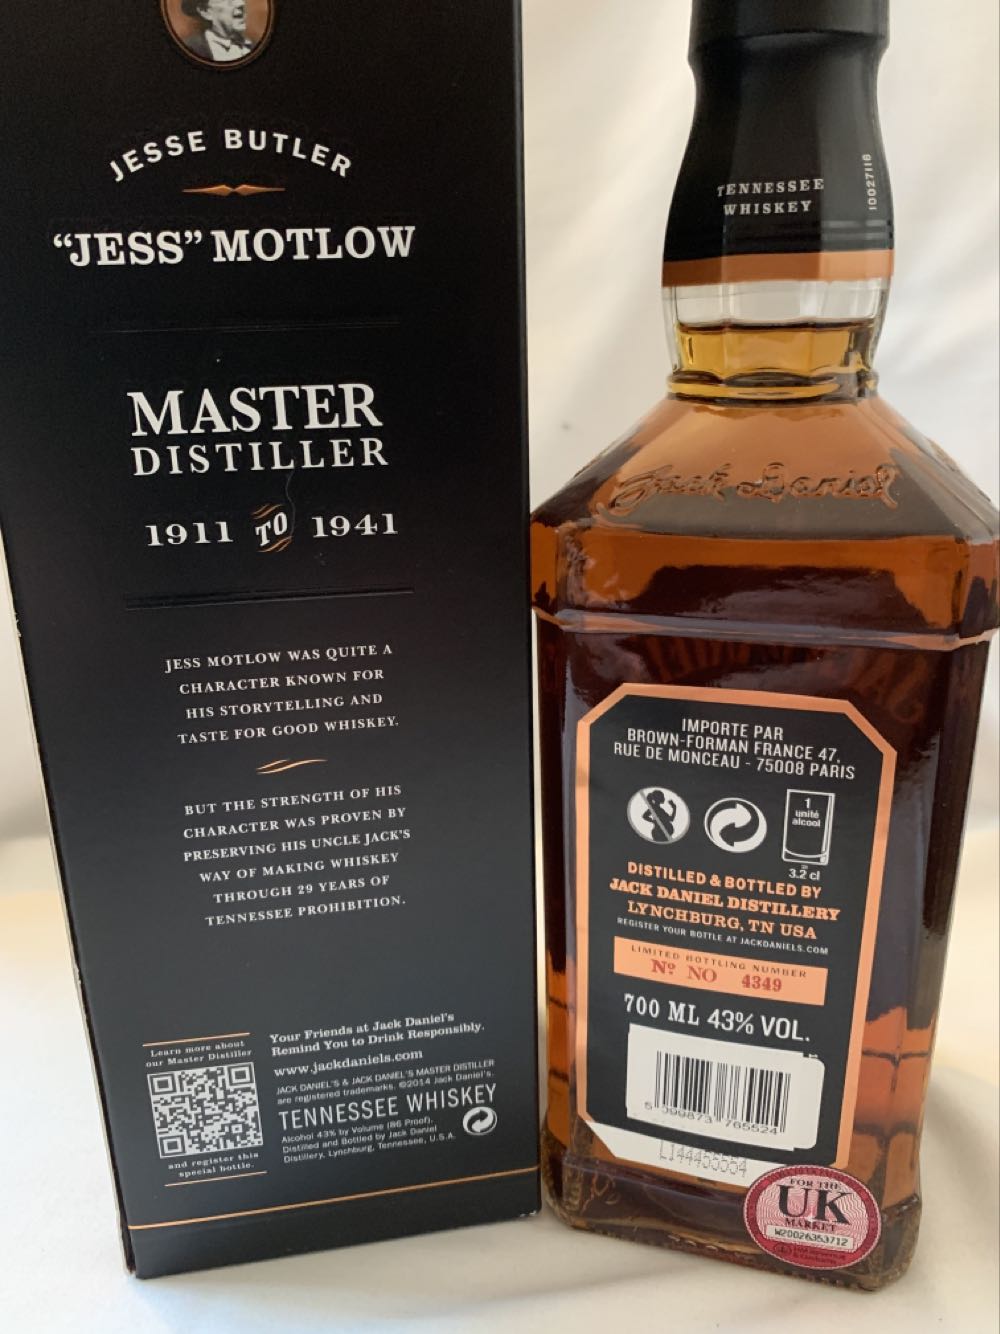 JESSE BUTLER
"JESS" MOTLOW
MASTER
DISTILLER
1911 TO 1941
JESS MOTLOW WAS QUITE A
CHARACTER KNOWN FOR
HIS STORYTELLING AND
TASTE FOR GOOD WHISKEY.
BUT THE STRENGTH OF HIS
CHARACTER WAS PROVEN BY
PRESERVING HIS UNCLE JACK'S
WAY OF MAKING WHISKEY
THROUGH 29 YEARS OF
TENNESSEE PROHIBITION.
Learn more about
our Master Distiller
and register this
special bottle.
Your Friends at Jack Daniel's
Remind You to Drink Responsibly.
www.jackdaniels.com
JACK DANIEL'S & JACK DANIEL'S MASTER DISTILLER
are registered trademarks. ©2014 Jack Daniel's.
TENNESSEE WHISKEY
Alcohol 43% by Volume (86 Proof).
Distilled and Bottled by Jack Daniel
Distillery, Lynchburg, Tennessee, U.S.A.
TENNESSEE
WHISKEY
10027116
Jack Daniel
IMPORTE PAR
BROWN-FORMAN FRANCE 47,
RUE DE MONCEAU - 75008 PARIS
1
unité
alcool
3.2 cl
DISTILLED & BOTTLED BY
JACK DANIEL DISTILLERY
LYNCHBURG, TN USA
REGISTER YOUR BOTTLE AT JACKDANIELS.COM
LIMITED BOTTLING NUMBER
Nº NO 4349
700 ML 43% VOL.
5 099873 765524
L144455554
FOR THE
UK
MARKET
W20026353712